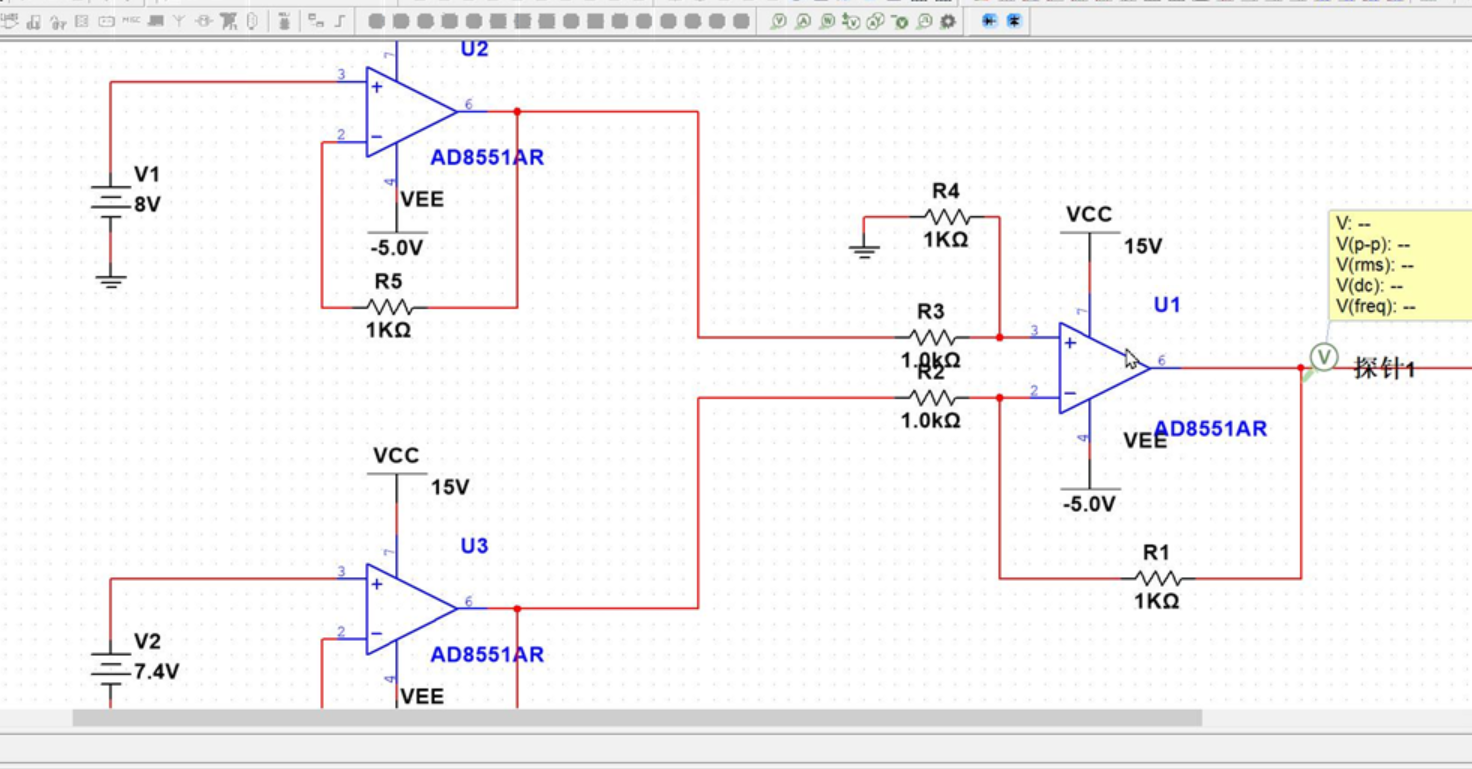 U2
7
3
6
2
AD8551AR
4
V1
8V
VEE
-5.0V
R5
1KΩ
R4
1KΩ
VCC
15V
V: --
V(p-p): --
V(rms): --
V(dc): --
V(freq): --
R3
1.0kΩ
R2
1.0kΩ
7
U1
3
6
2
探针1
4
VEE
AD8551AR
-5.0V
R1
1KΩ
VCC
15V
7
U3
3
6
2
AD8551AR
4
V2
7.4V
VEE